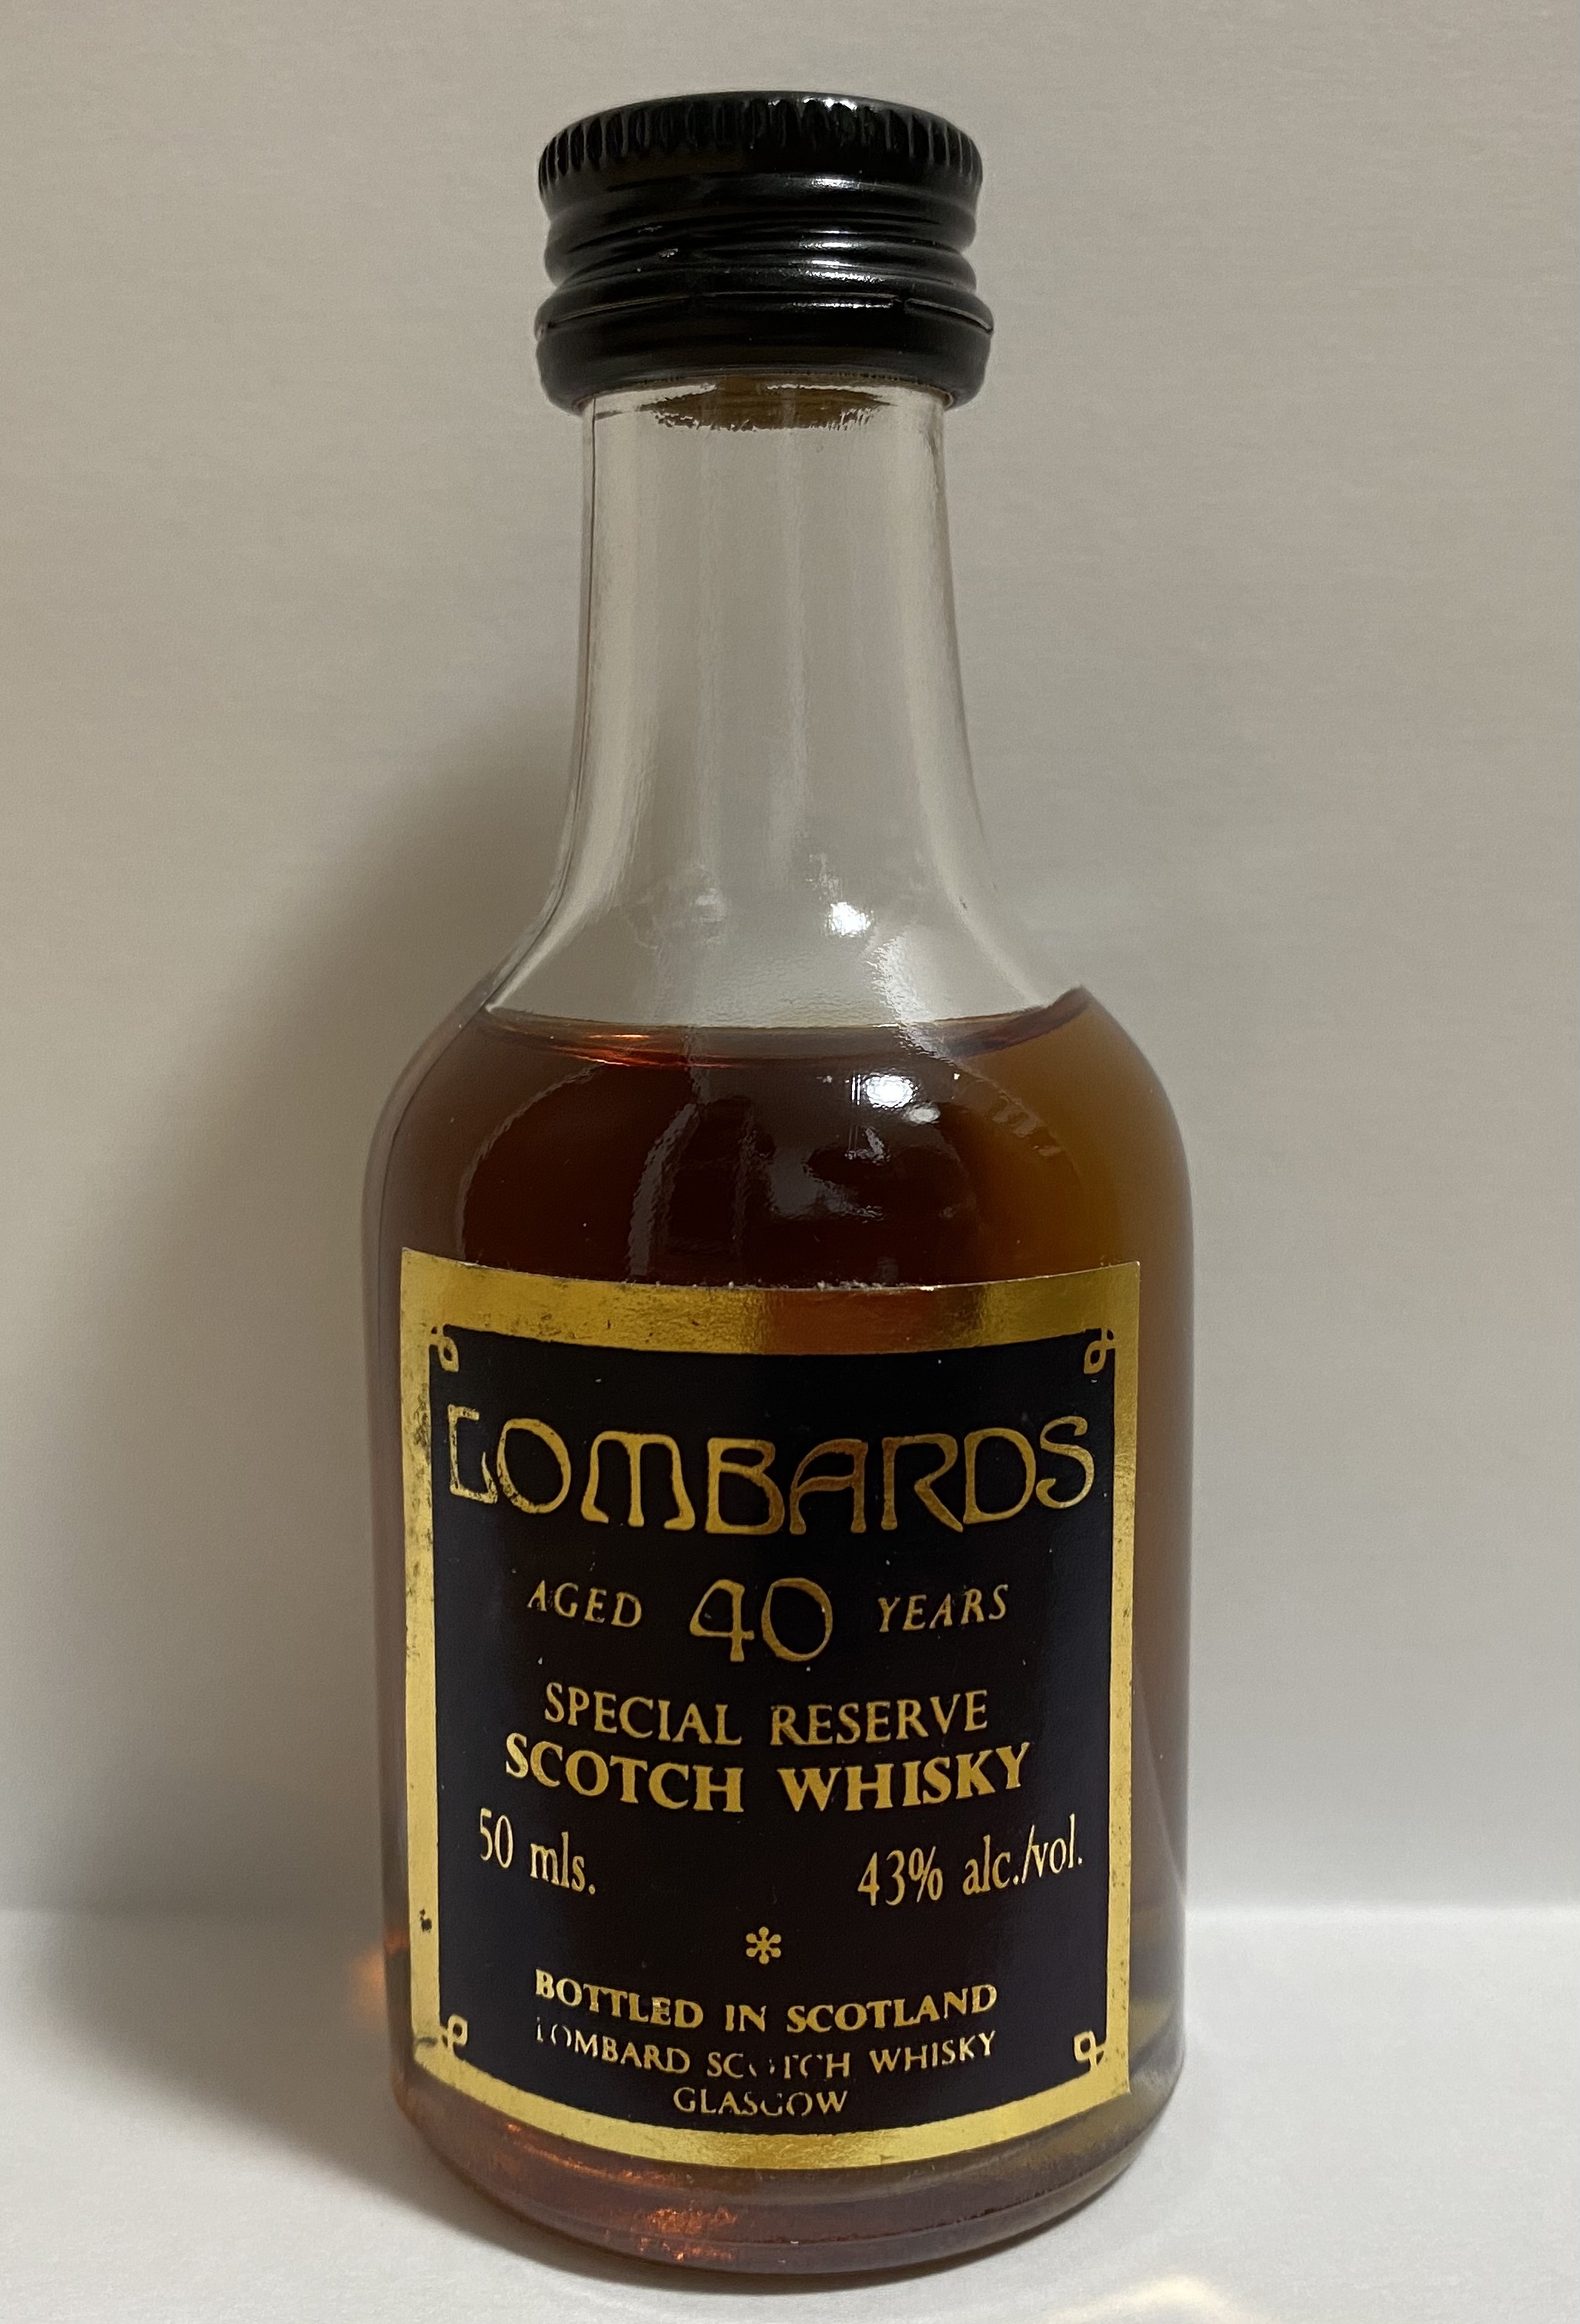 LOMBARDS
AGED 40 YEARS
SPECIAL RESERVE
SCOTCH WHISKY
50 mls. 43% alc./vol.
BOTTLED IN SCOTLAND
LOMBARD SCOTCH WHISKY
GLASGOW